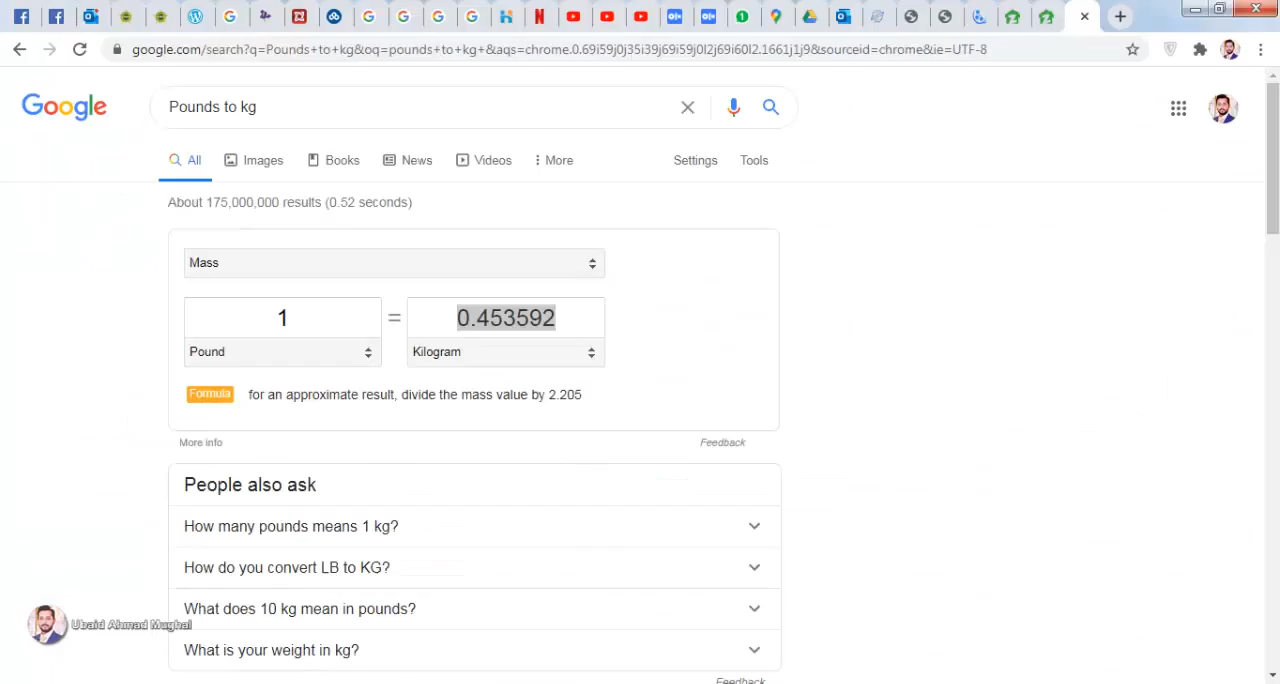 google.com/search?q=Pounds+to+kg&oq=pounds+to+kg+&aqs=chrome.0.69i59j0j35i39j69i59j0l2j69i60l2.1661j1j9&sourceid=chrome&ie=UTF-8
Google
Pounds to kg
All
Images
Books
News
Videos
More
Settings
Tools
About 175,000,000 results (0.52 seconds)
Mass
1 = 0.453592
Pound
Kilogram
Formula for an approximate result, divide the mass value by 2.205
More info
Feedback
People also ask
How many pounds means 1 kg?
How do you convert LB to KG?
What does 10 kg mean in pounds?
Ubaid Ahmad Mughal
What is your weight in kg?
Feedback